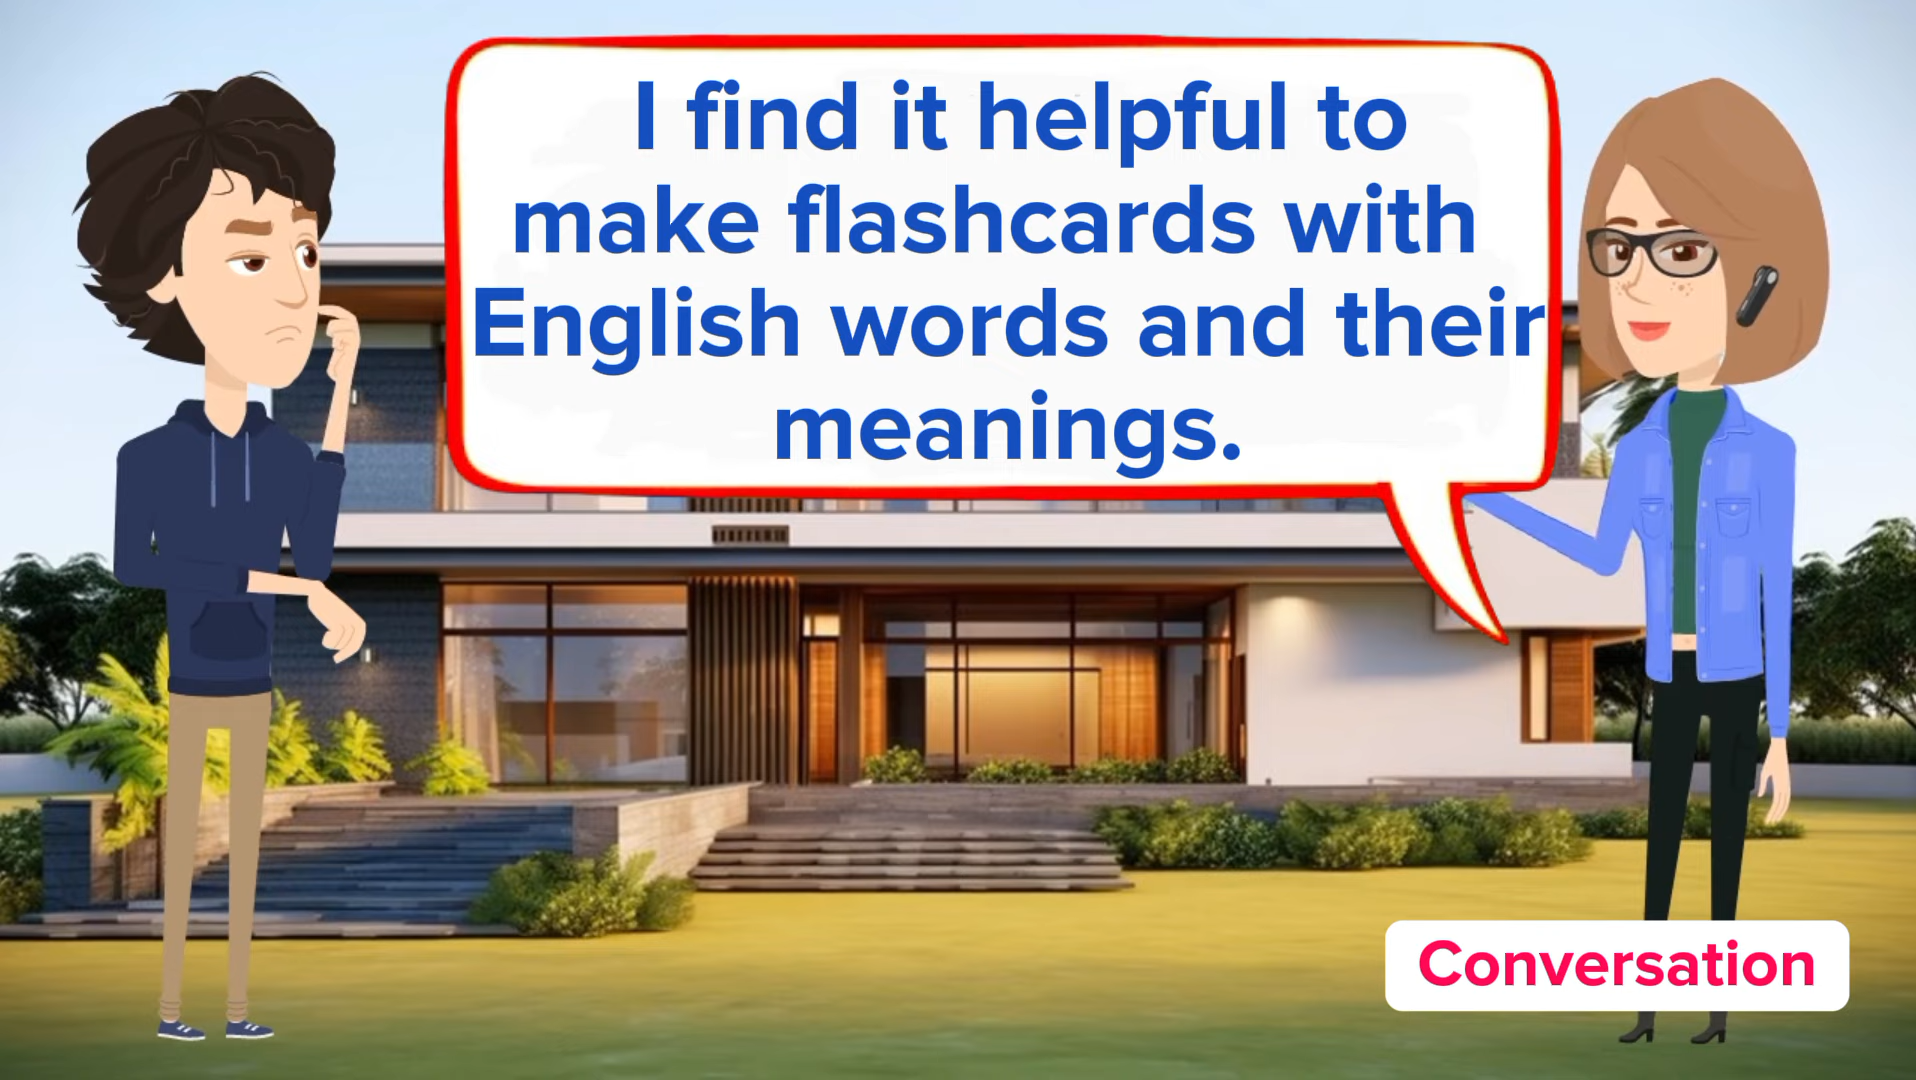 I find it helpful to
make flashcards with
English words and their
meanings.
Conversation